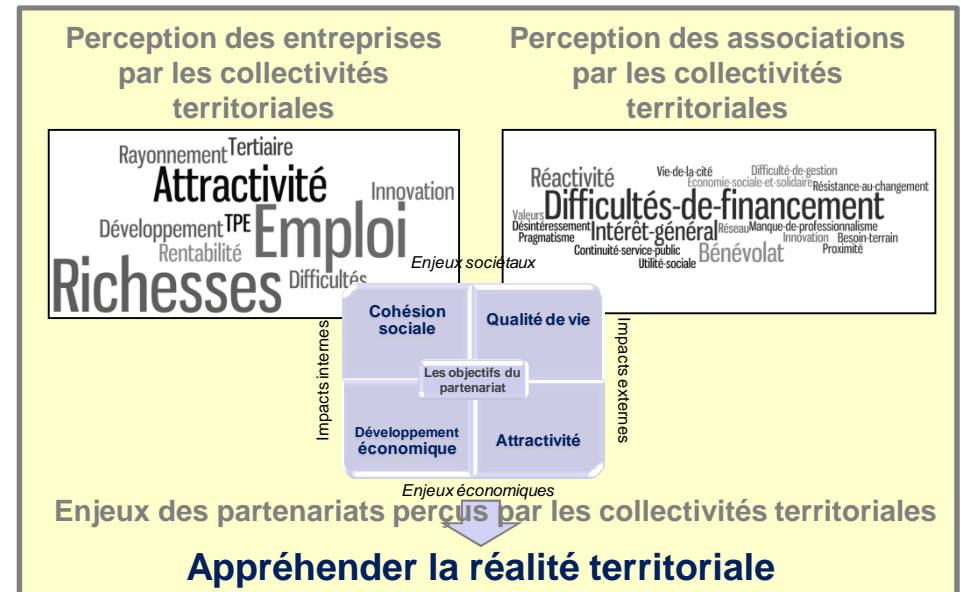 Perception des entreprises
par les collectivités
territoriales
Perception des associations
par les collectivités
territoriales
Rayonnement Tertiaire
Attractivité
Innovation
Développement TPE Emploi
Rentabilité
Richesses Difficultés
Vie-de-la-cité Difficulté-de-gestion
Réactivité Economie-sociale-et-solidaire Résistance-au-changement
Valeurs Difficultés-de-financement
Désintéressement Intérêt-général Réseau Manque-de-professionnalisme
Pragmatisme Innovation Besoin-terrain
Continuité-service-public Bénévolat Proximité
Utilité-sociale
Enjeux sociétaux
Impacts internes
Cohésion
sociale
Qualité de vie
Impacts externes
Les objectifs du
partenariat
Développement
économique
Attractivité
Enjeux économiques
Enjeux des partenariats perçus par les collectivités territoriales
Appréhender la réalité territoriale